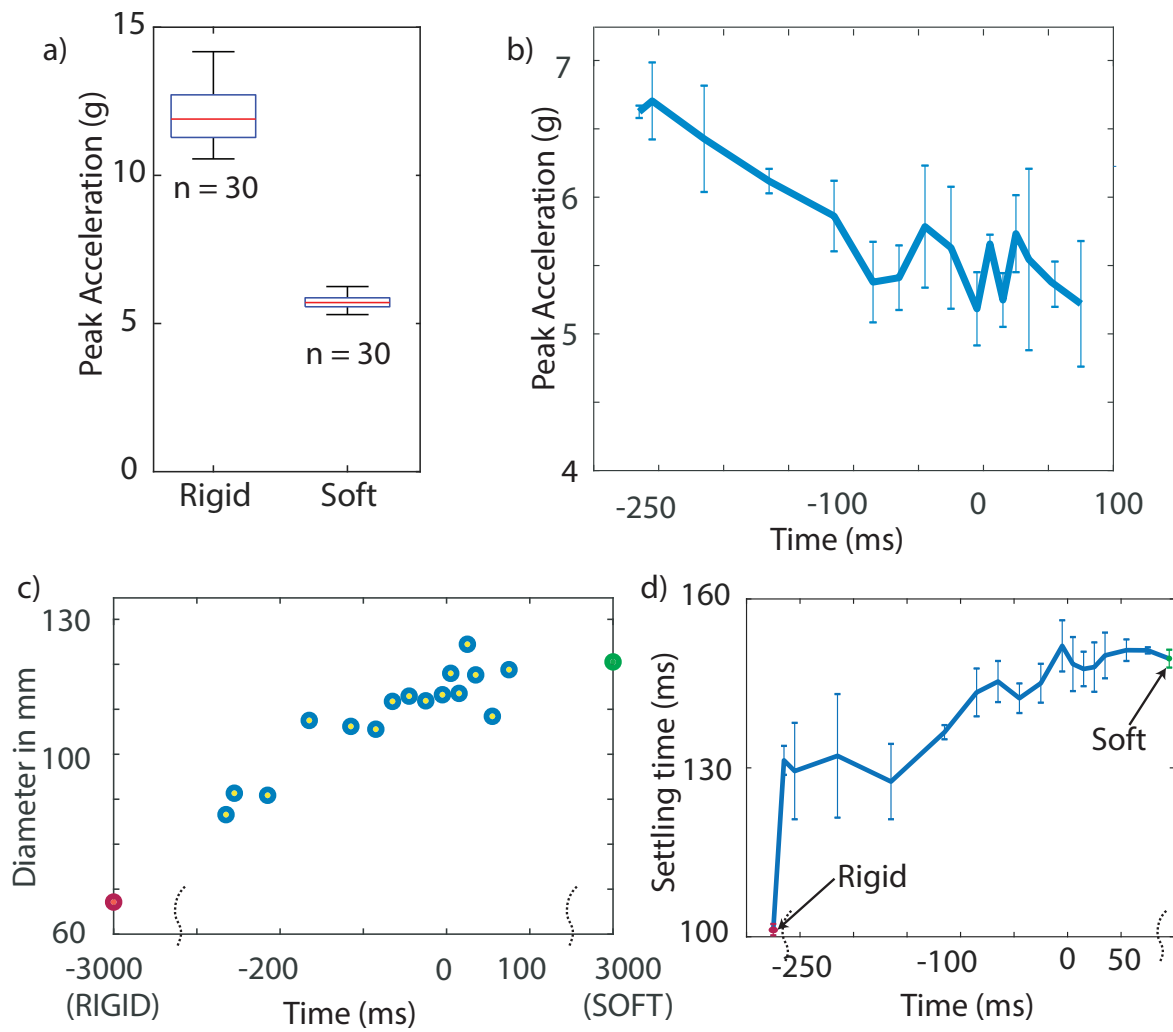 a)
Peak Acceleration (g)
15
10
5
0
n = 30
n = 30
Rigid
Soft
b)
Peak Acceleration (g)
7
6
5
4
-250
-100
0
100
Time (ms)
c)
Diameter in mm
130
100
60
-3000
(RIGID)
-200
0
100
3000
(SOFT)
Time (ms)
d)
Settling time (ms)
160
130
100
Rigid
Soft
-250
-100
0
50
Time (ms)